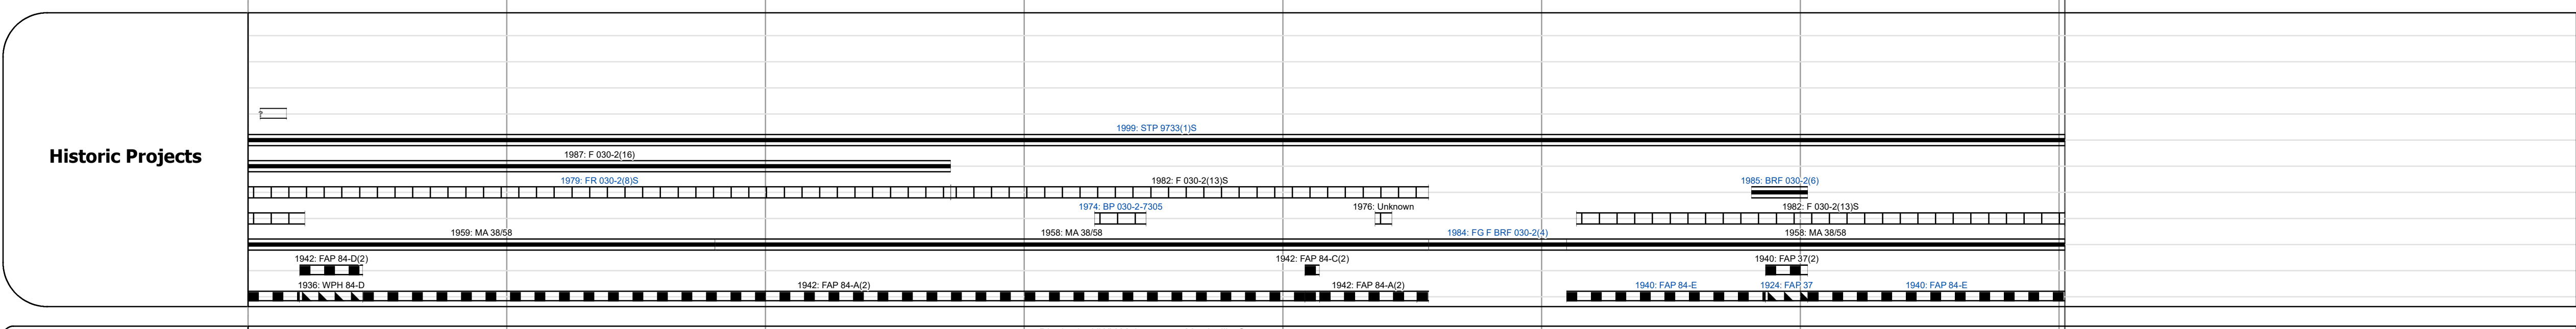 ?
1999: STP 9733(1)S
Historic Projects
1987: F 030-2(16)
1979: FR 030-2(8)S
1982: F 030-2(13)S
1985: BRF 030-2(6)
1974: BP 030-2-7305
1976: Unknown
1982: F 030-2(13)S
1959: MA 38/58
1958: MA 38/58
1984: FG F BRF 030-2(4)
1958: MA 38/58
1942: FAP 84-D(2)
1942: FAP 84-C(2)
1940: FAP 37(2)
1936: WPH 84-D
1942: FAP 84-A(2)
1942: FAP 84-A(2)
1940: FAP 84-E
1924: FAP 37
1940: FAP 84-E